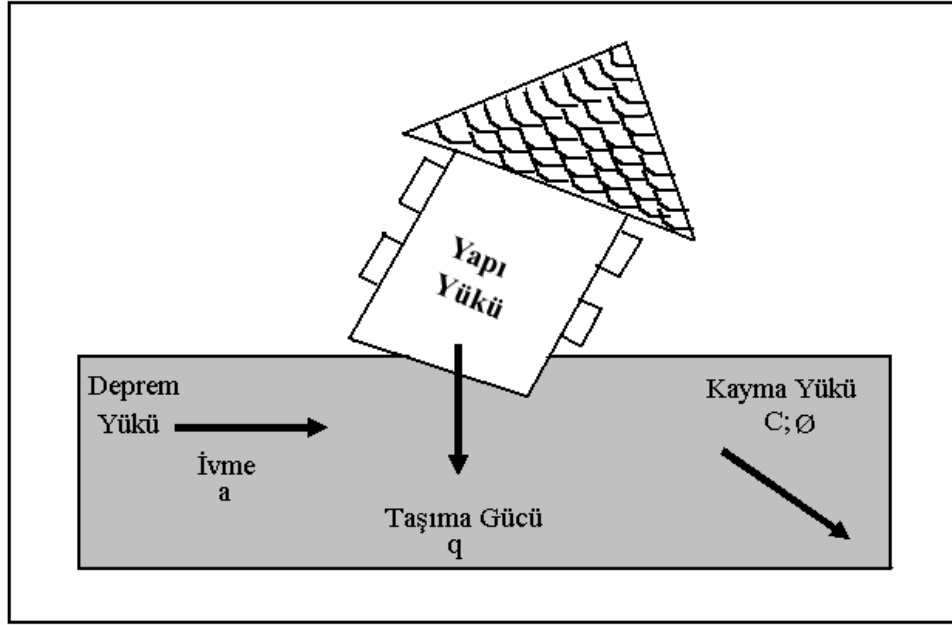 Yapı
Yükü
Deprem
Yükü
İvme
a
Taşıma Gücü
q
Kayma Yükü
C; Ø